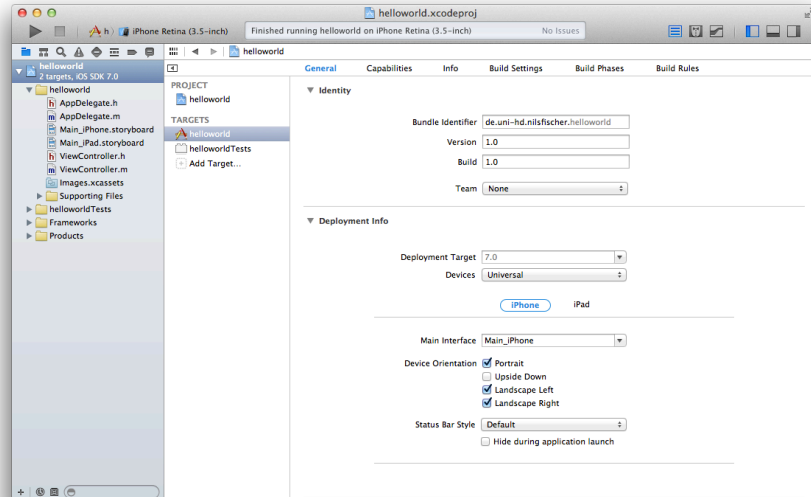 helloworld.xcodeproj
h ) iPhone Retina (3.5-inch)
Finished running helloworld on iPhone Retina (3.5-inch) No Issues
helloworld
helloworld
2 targets, iOS SDK 7.0
helloworld
AppDelegate.h
AppDelegate.m
Main_iPhone.storyboard
Main_iPad.storyboard
ViewController.h
ViewController.m
Images.xcassets
Supporting Files
helloworldTests
Frameworks
Products
PROJECT
helloworld
TARGETS
helloworld
helloworldTests
Add Target...
General Capabilities Info Build Settings Build Phases Build Rules
Identity
Bundle Identifier de.uni-hd.nilsfischer.helloworld
Version 1.0
Build 1.0
Team None
Deployment Info
Deployment Target 7.0
Devices Universal
iPhone iPad
Main Interface Main_iPhone
Device Orientation Portrait
Upside Down
Landscape Left
Landscape Right
Status Bar Style Default
Hide during application launch